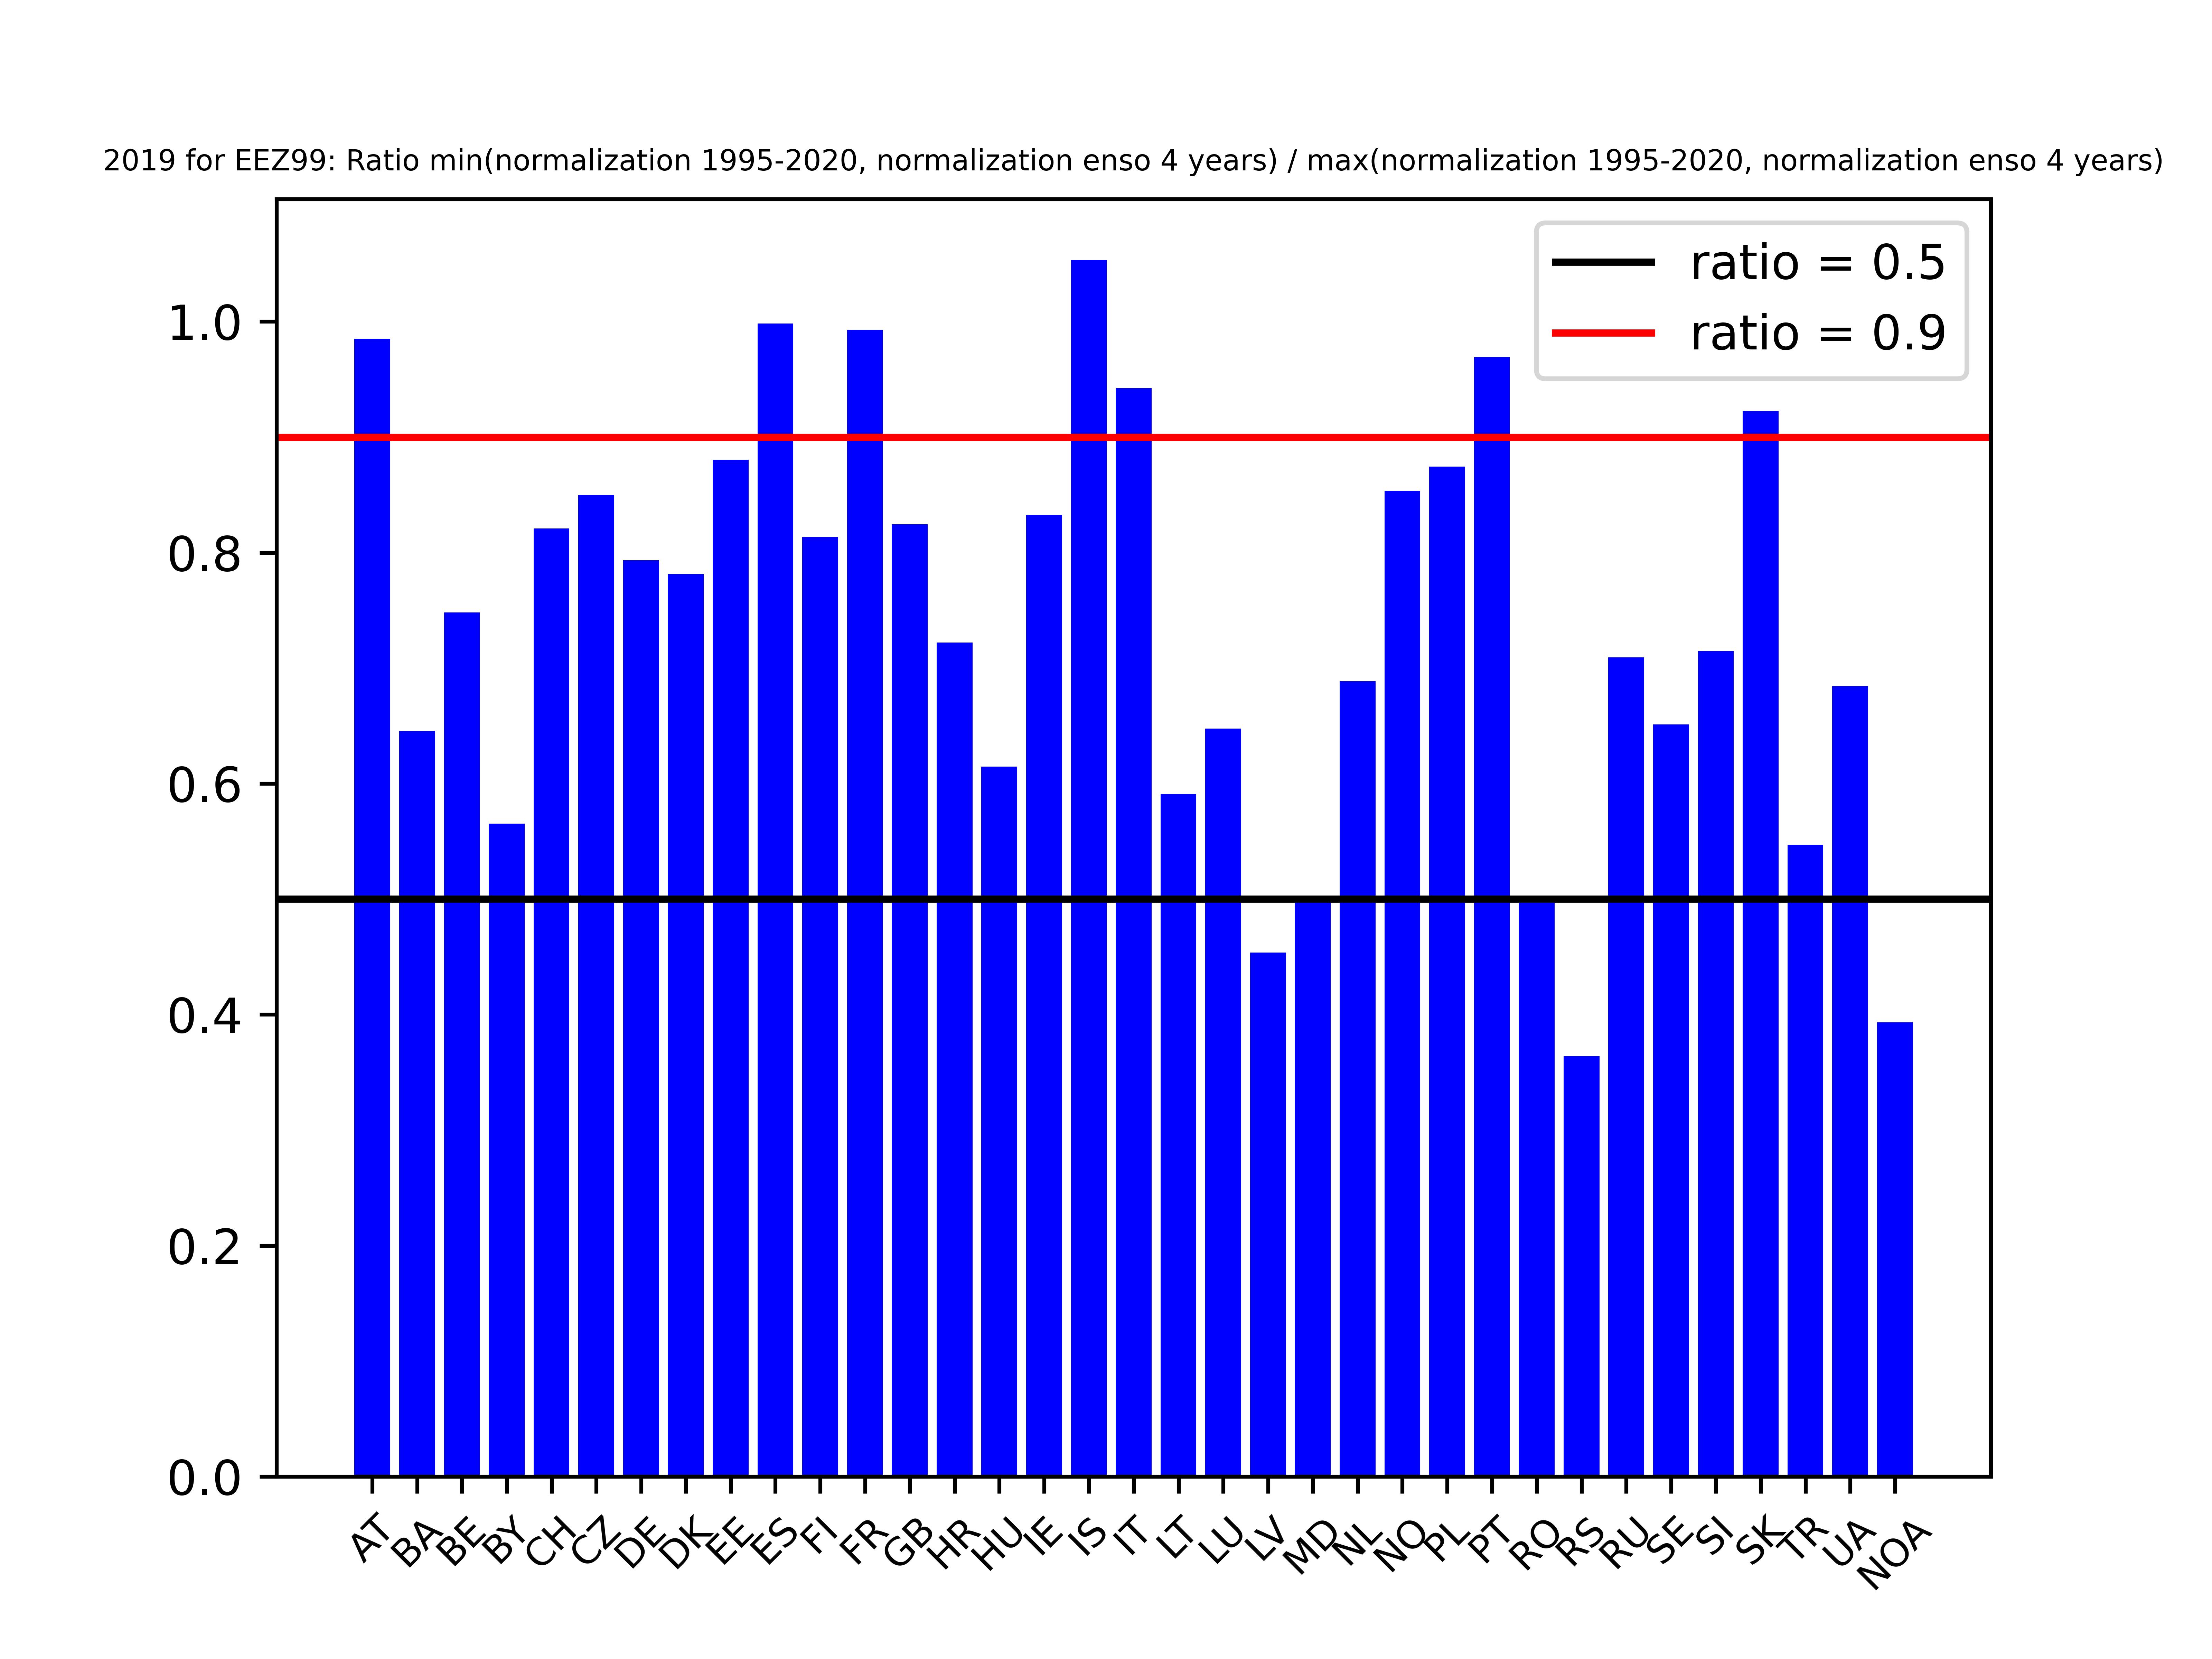 2019 for EEZ99: Ratio min(normalization 1995-2020, normalization enso 4 years) / max(normalization 1995-2020, normalization enso 4 years)
ratio = 0.5
ratio = 0.9
1.0
0.8
0.6
0.4
0.2
0.0
AT BA BE BY CH CZ DE DK EE ES FI FR GB HR HU IE IS IT LT LU LV MD NL NO PL PT RO RS RU SE SI SK TR UA NOA